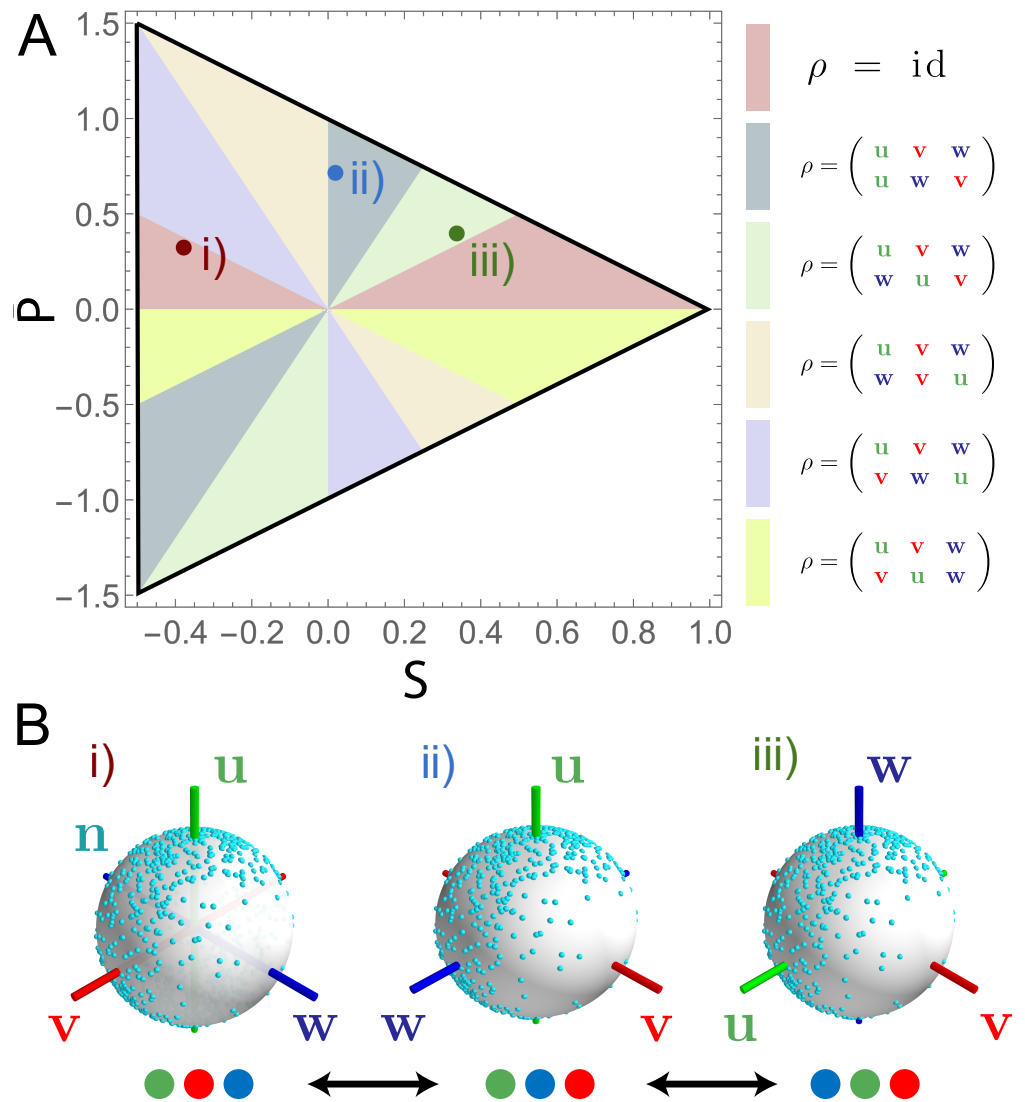 A
1.5
1.0
0.5
0.0
−0.5
−1.0
−1.5
P
−0.4 −0.2 0.0 0.2 0.4 0.6 0.8 1.0
S
i)
ii)
iii)
ρ = id
ρ = ( u v w
u w v )
ρ = ( u v w
w u v )
ρ = ( u v w
w v u )
ρ = ( u v w
v w u )
ρ = ( u v w
v u w )
B
i) u
n
v w
ii) u
w v
iii) w
u v